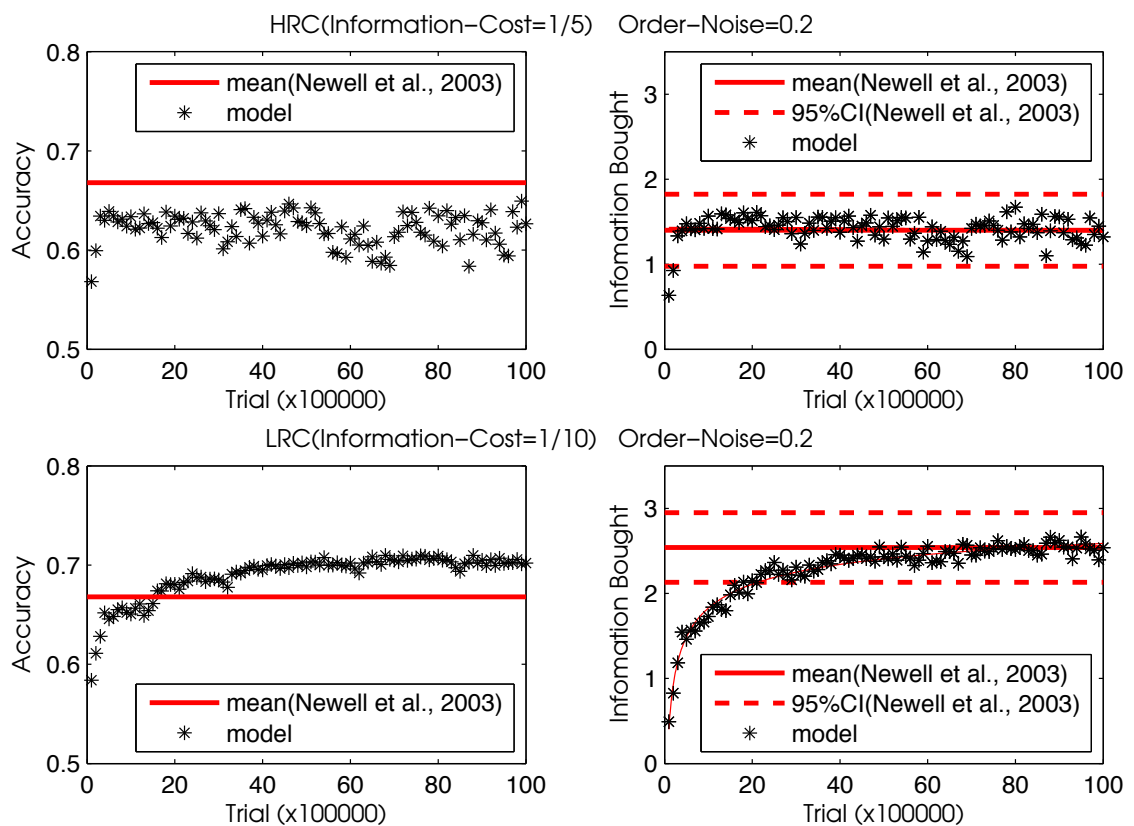 HRC(Information−Cost=1/5) Order−Noise=0.2
0.8
0.7
0.6
0.5
Accuracy
mean(Newell et al., 2003)
model
0 20 40 60 80 100
Trial (x100000)
3
2
1
0
Infomation Bought
mean(Newell et al., 2003)
95%CI(Newell et al., 2003)
model
0 20 40 60 80 100
Trial (x100000)
LRC(Information−Cost=1/10) Order−Noise=0.2
0.8
0.7
0.6
0.5
Accuracy
mean(Newell et al., 2003)
model
0 20 40 60 80 100
Trial (x100000)
3
2
1
0
Infomation Bought
mean(Newell et al., 2003)
95%CI(Newell et al., 2003)
model
0 20 40 60 80 100
Trial (x100000)